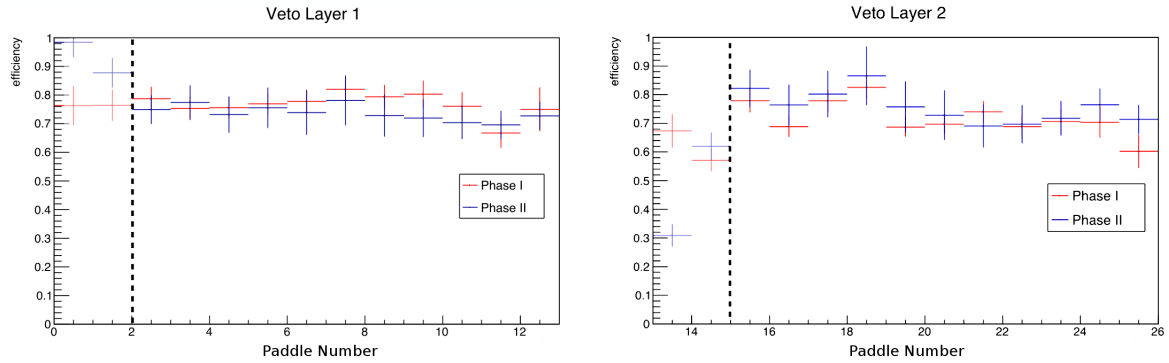 Veto Layer 1
efficiency
1
0.9
0.8
0.7
0.6
0.5
0.4
0.3
0.2
0.1
0
Phase I
Phase II
0 2 4 6 8 10 12
Paddle Number
Veto Layer 2
efficiency
1
0.9
0.8
0.7
0.6
0.5
0.4
0.3
0.2
0.1
0
Phase I
Phase II
14 16 18 20 22 24 26
Paddle Number